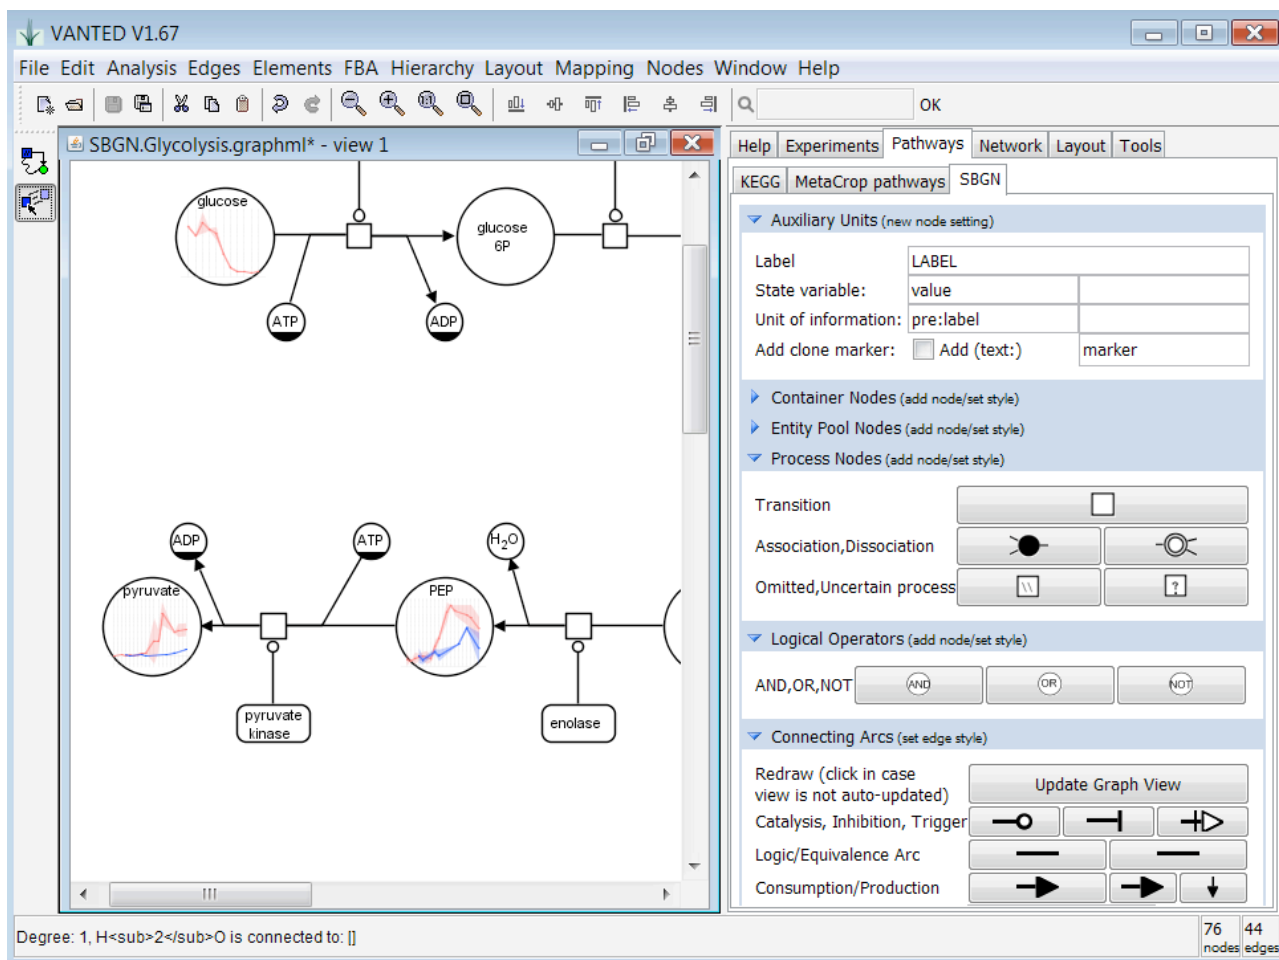 VANTED V1.67
File Edit Analysis Edges Elements FBA Hierarchy Layout Mapping Nodes Window Help
OK
SBGN.Glycolysis.graphml* - view 1
glucose
glucose
6P
ATP
ADP
ADP
ATP
H₂O
pyruvate
PEP
pyruvate
kinase
enolase
Help Experiments Pathways Network Layout Tools
KEGG MetaCrop pathways SBGN
Auxiliary Units (new node setting)
Label LABEL
State variable: value
Unit of information: pre:label
Add clone marker: Add (text:) marker
Container Nodes (add node/set style)
Entity Pool Nodes (add node/set style)
Process Nodes (add node/set style)
Transition
Association,Dissociation
Omitted,Uncertain process \\ ?
Logical Operators (add node/set style)
AND,OR,NOT AND OR NOT
Connecting Arcs (set edge style)
Redraw (click in case
view is not auto-updated) Update Graph View
Catalysis, Inhibition, Trigger
Logic/Equivalence Arc
Consumption/Production
Degree: 1, H<sub>2</sub>O is connected to: []
76 44
nodes edges